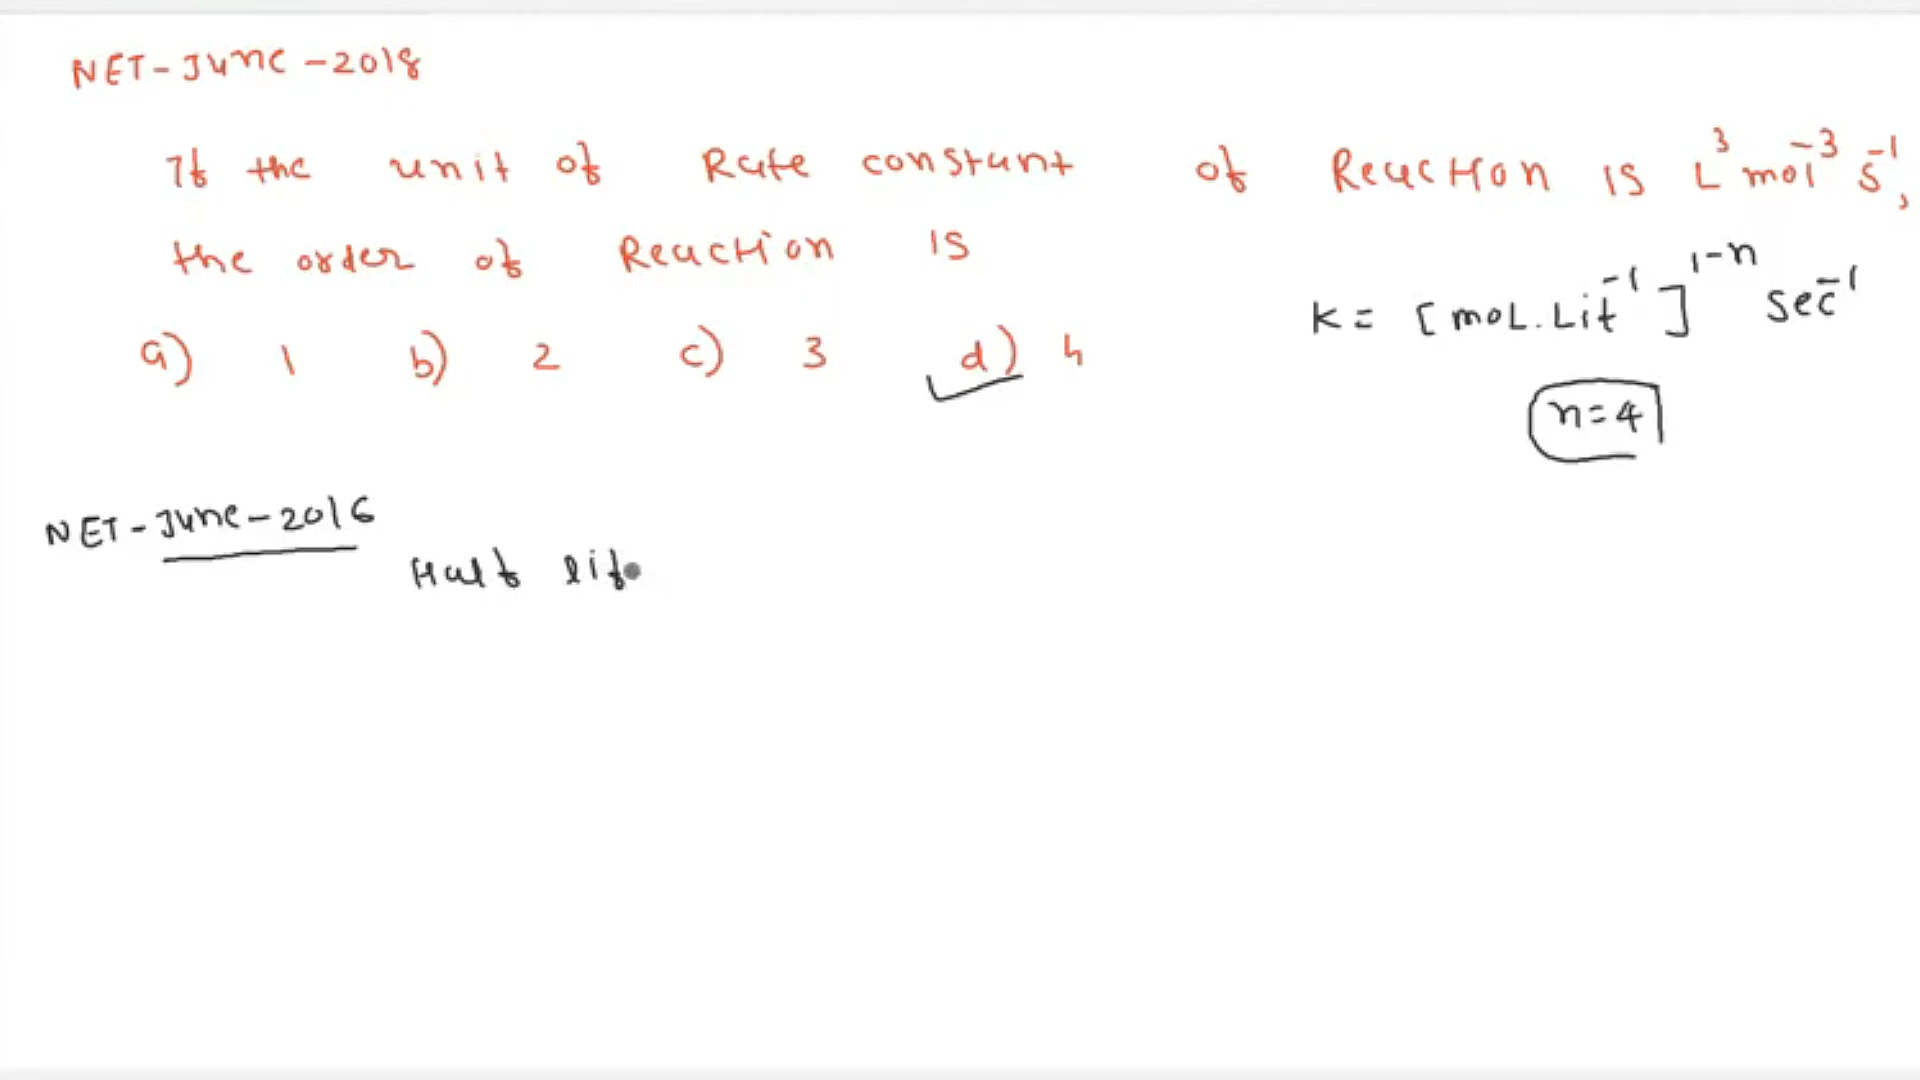 NET-June-2018
If the unit of Rate constant of Reaction is L³ mol⁻³ s⁻¹,
the order of Reaction is
a) 1 b) 2 c) 3 d) 4
K = [moL.Lit⁻¹]¹⁻ⁿ sec⁻¹
n=4
NET-June-2016
Half lif